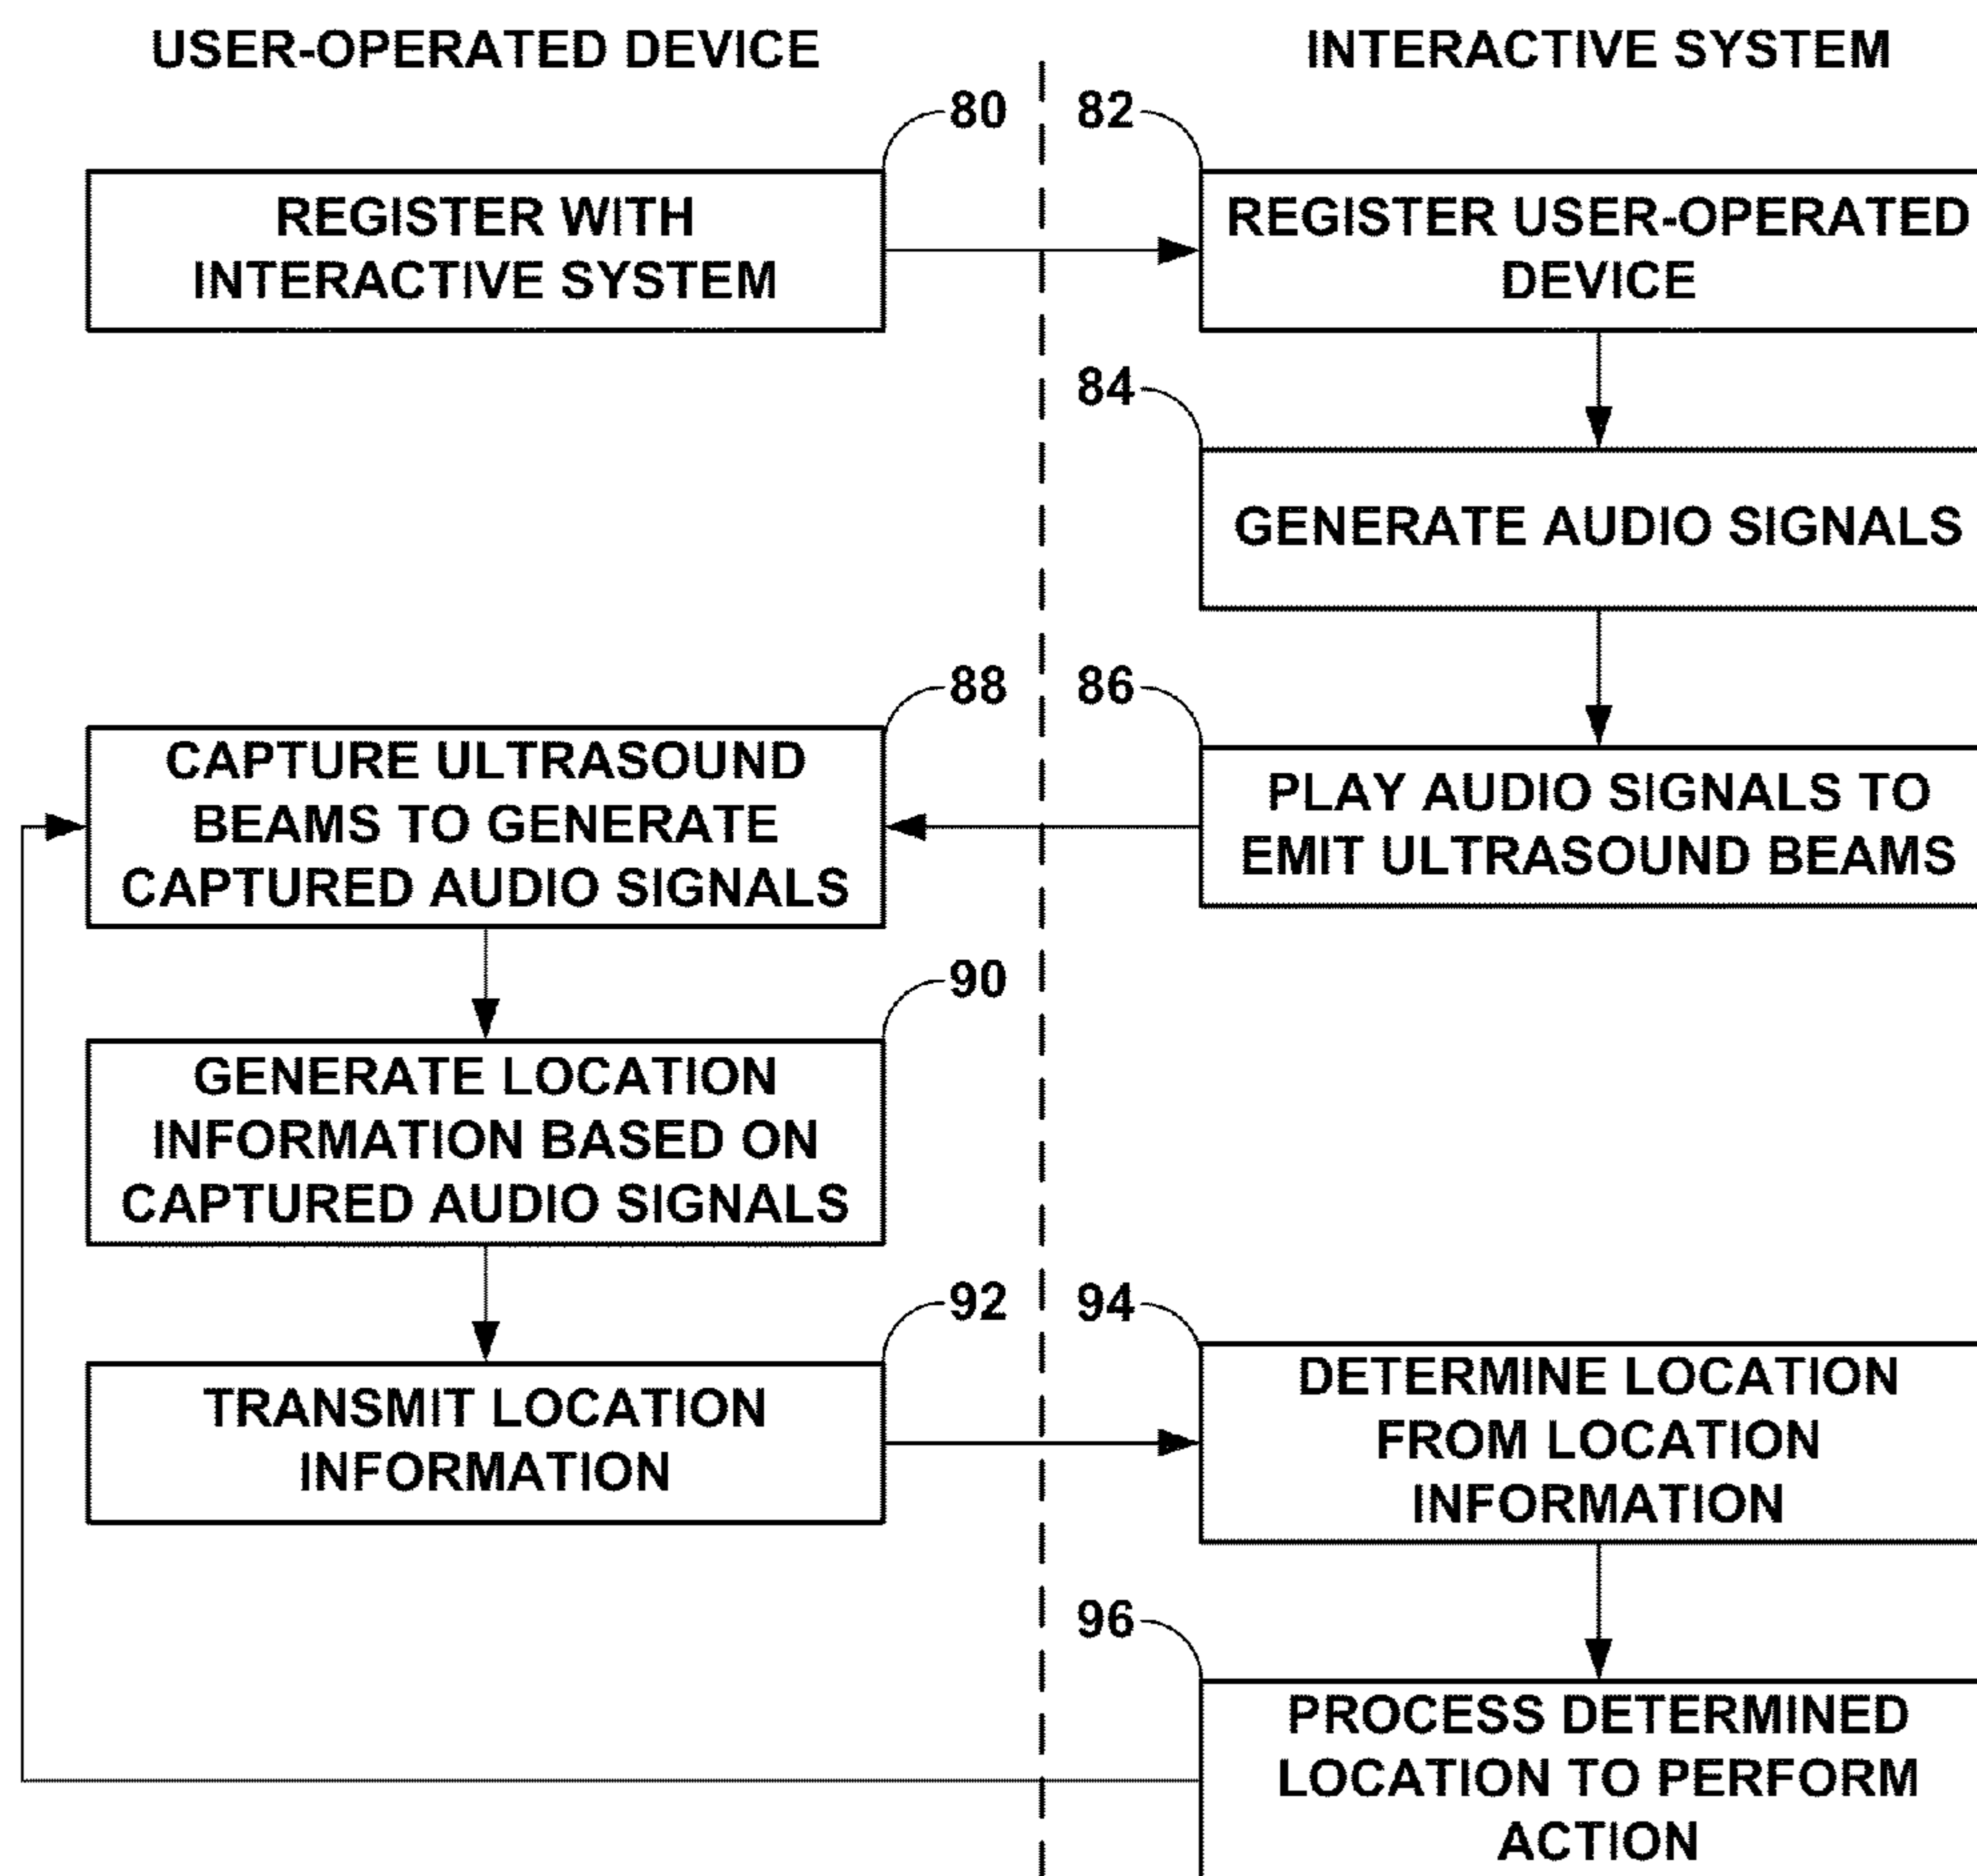 USER-OPERATED DEVICE
INTERACTIVE SYSTEM
80
82
REGISTER WITH
INTERACTIVE SYSTEM
REGISTER USER-OPERATED
DEVICE
84
GENERATE AUDIO SIGNALS
88
86
CAPTURE ULTRASOUND
BEAMS TO GENERATE
CAPTURED AUDIO SIGNALS
PLAY AUDIO SIGNALS TO
EMIT ULTRASOUND BEAMS
90
GENERATE LOCATION
INFORMATION BASED ON
CAPTURED AUDIO SIGNALS
92
94
TRANSMIT LOCATION
INFORMATION
DETERMINE LOCATION
FROM LOCATION
INFORMATION
96
PROCESS DETERMINED
LOCATION TO PERFORM
ACTION